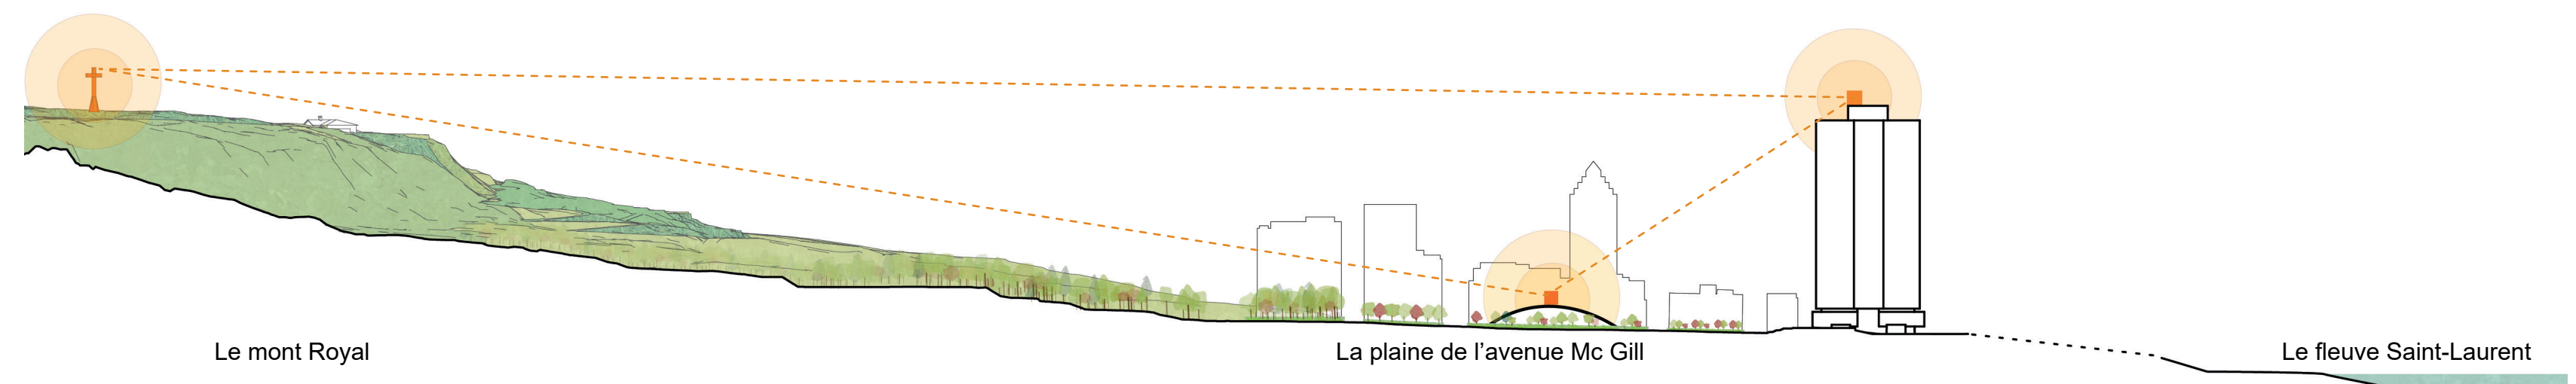 Le mont Royal
La plaine de l’avenue Mc Gill
Le fleuve Saint-Laurent